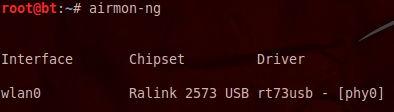 root@bt:~# airmon-ng
Interface Chipset Driver
wlan0 Ralink 2573 USB rt73usb - [phy0]